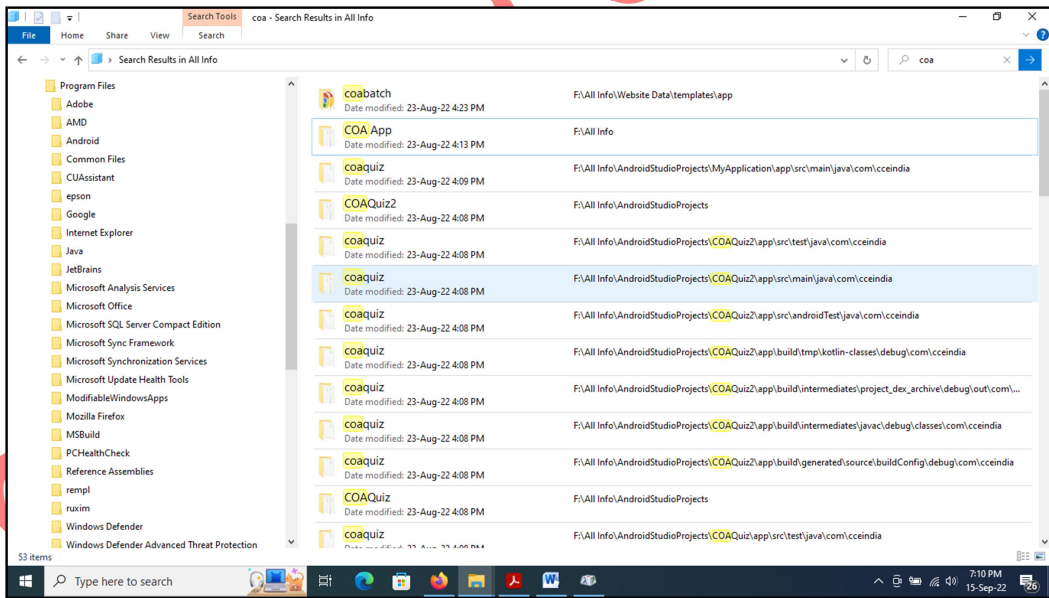 Search Tools
coa - Search Results in All Info
File Home Share View Search
Search Results in All Info
coa
Program Files
Adobe
AMD
Android
Common Files
CUAssistant
epson
Google
Internet Explorer
Java
JetBrains
Microsoft Analysis Services
Microsoft Office
Microsoft SQL Server Compact Edition
Microsoft Sync Framework
Microsoft Synchronization Services
Microsoft Update Health Tools
ModifiableWindowsApps
Mozilla Firefox
MSBuild
PCHealthCheck
Reference Assemblies
rempl
ruxim
Windows Defender
Windows Defender Advanced Threat Protection
coabatch F:\All Info\Website Data\templates\app
Date modified: 23-Aug-22 4:23 PM
COA App F:\All Info
Date modified: 23-Aug-22 4:13 PM
coaquiz F:\All Info\AndroidStudioProjects\MyApplication\app\src\main\java\com\cceindia
Date modified: 23-Aug-22 4:09 PM
COAQuiz2 F:\All Info\AndroidStudioProjects
Date modified: 23-Aug-22 4:08 PM
coaquiz F:\All Info\AndroidStudioProjects\COAQuiz2\app\src\test\java\com\cceindia
Date modified: 23-Aug-22 4:08 PM
coaquiz F:\All Info\AndroidStudioProjects\COAQuiz2\app\src\main\java\com\cceindia
Date modified: 23-Aug-22 4:08 PM
coaquiz F:\All Info\AndroidStudioProjects\COAQuiz2\app\src\androidTest\java\com\cceindia
Date modified: 23-Aug-22 4:08 PM
coaquiz F:\All Info\AndroidStudioProjects\COAQuiz2\app\build\tmp\kotlin-classes\debug\com\cceindia
Date modified: 23-Aug-22 4:08 PM
coaquiz F:\All Info\AndroidStudioProjects\COAQuiz2\app\build\intermediates\project_dex_archive\debug\out\com\...
Date modified: 23-Aug-22 4:08 PM
coaquiz F:\All Info\AndroidStudioProjects\COAQuiz2\app\build\intermediates\javac\debug\classes\com\cceindia
Date modified: 23-Aug-22 4:08 PM
coaquiz F:\All Info\AndroidStudioProjects\COAQuiz2\app\build\generated\source\buildConfig\debug\com\cceindia
Date modified: 23-Aug-22 4:08 PM
COAQuiz F:\All Info\AndroidStudioProjects
Date modified: 23-Aug-22 4:08 PM
coaquiz F:\All Info\AndroidStudioProjects\COAQuiz\app\src\test\java\com\cceindia
Date modified: 23-Aug-22 4:08 PM
53 items
Type here to search
7:10 PM
15-Sep-22
26